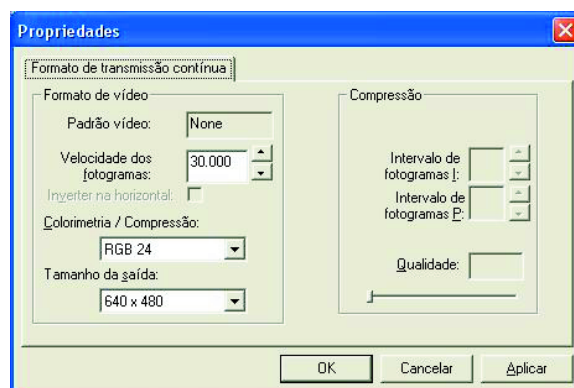 Propriedades
Formato de transmissão contínua
Formato de vídeo
Padrão vídeo: None
Velocidade dos
fotogramas: 30.000
Inverter na horizontal:
Colorimetria / Compressão:
RGB 24
Tamanho da saída:
640 x 480
Compressão
Intervalo de
fotogramas I:
Intervalo de
fotogramas P:
Qualidade:
OK Cancelar Aplicar